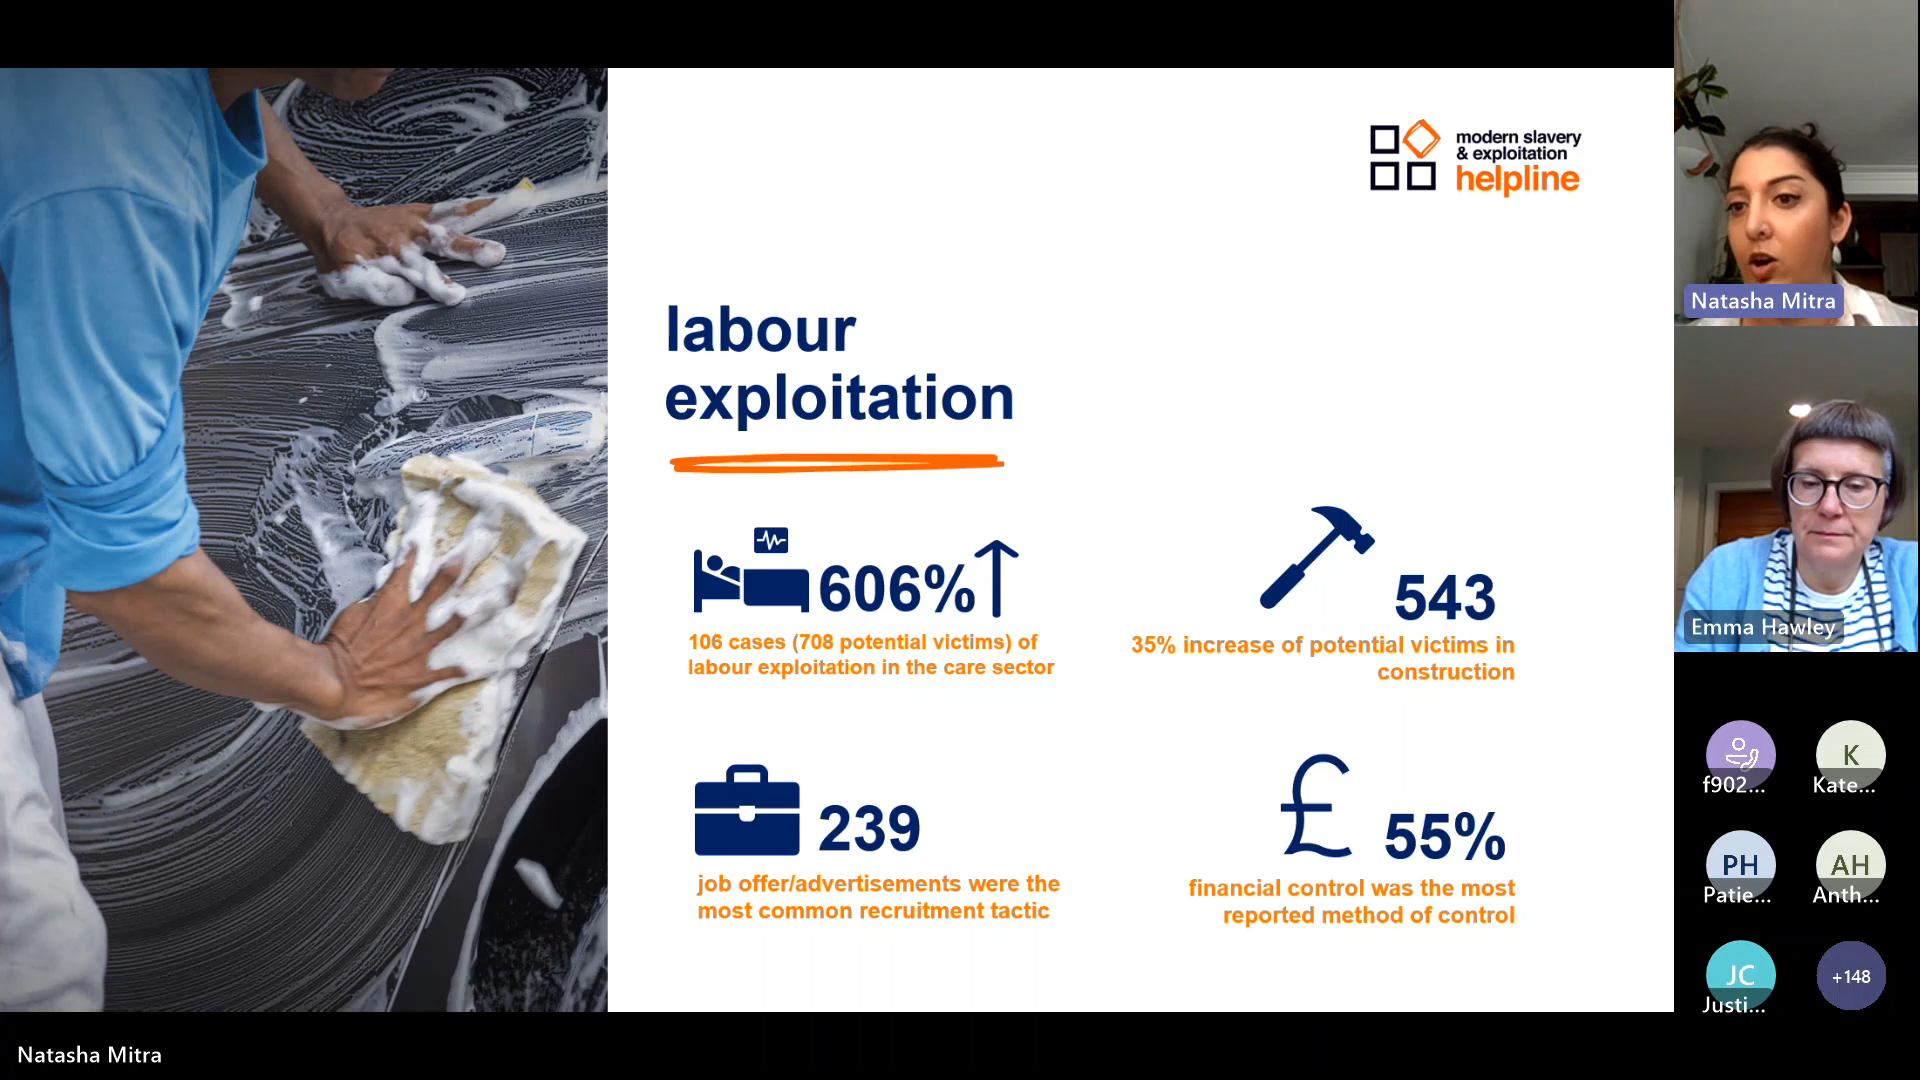 modern slavery
& exploitation
helpline
labour
exploitation
606%
106 cases (708 potential victims) of
labour exploitation in the care sector
543
35% increase of potential victims in
construction
239
job offer/advertisements were the
most common recruitment tactic
£ 55%
financial control was the most
reported method of control
Natasha Mitra
Emma Hawley
f902...
K
Kate...
PH
Patie...
AH
Anth...
JC
Justi...
+148
Natasha Mitra